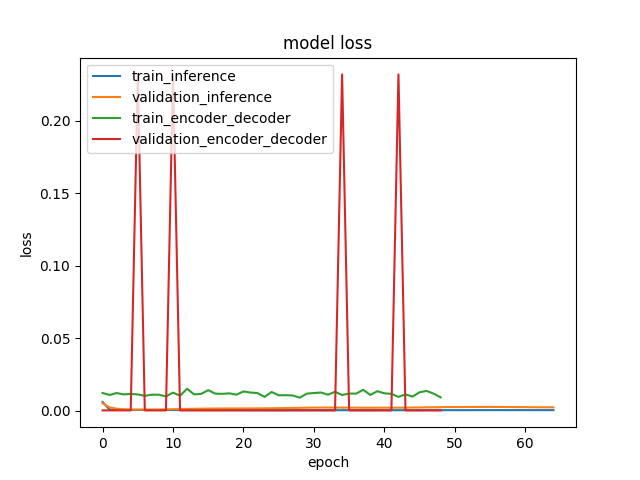 model loss
train_inference
validation_inference
train_encoder_decoder
validation_encoder_decoder
loss
0.20
0.15
0.10
0.05
0.00
0 10 20 30 40 50 60
epoch